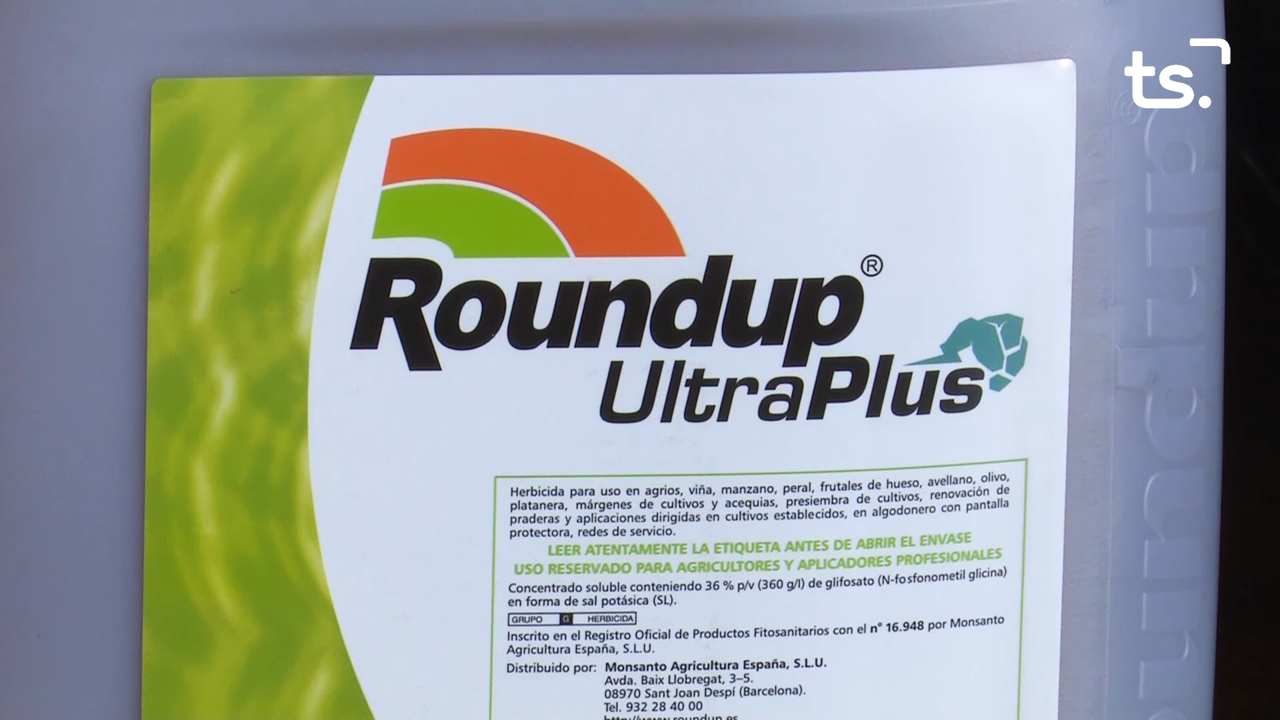 ts.
Roundup®
UltraPlus
Herbicida para uso en agrios, viña, manzano, peral, frutales de hueso, avellano, olivo,
platanera, márgenes de cultivos y acequias, presiembra de cultivos, renovación de
praderas y aplicaciones dirigidas en cultivos establecidos, en algodonero con pantalla
protectora, redes de servicio.
LEER ATENTAMENTE LA ETIQUETA ANTES DE ABRIR EL ENVASE
USO RESERVADO PARA AGRICULTORES Y APLICADORES PROFESIONALES
Concentrado soluble conteniendo 36 % p/v (360 g/l) de glifosato (N-fosfonometil glicina)
en forma de sal potásica (SL).
GRUPO G HERBICIDA
Inscrito en el Registro Oficial de Productos Fitosanitarios con el n° 16.948 por Monsanto
Agricultura España, S.L.U.
Distribuido por: Monsanto Agricultura España, S.L.U.
Avda. Baix Llobregat, 3–5.
08970 Sant Joan Despí (Barcelona).
Tel. 932 28 40 00
http://www.roundup.es